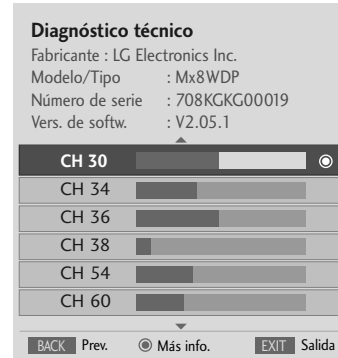 Diagnóstico técnico
Fabricante : LG Electronics Inc.
Modelo/Tipo : Mx8WDP
Número de serie : 708KGKG00019
Vers. de softw. : V2.05.1
CH 30
CH 34
CH 36
CH 38
CH 54
CH 60
BACK Prev. Más info. EXIT Salida